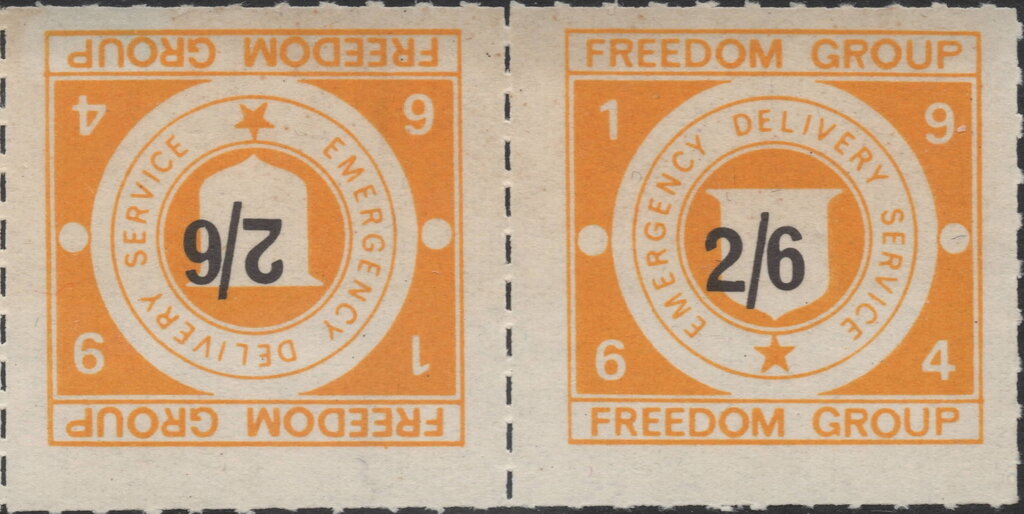 FREEDOM GROUP
4 6
EMERGENCY DELIVERY SERVICE
2/6
9 1
FREEDOM GROUP
FREEDOM GROUP
1 9
EMERGENCY DELIVERY SERVICE
2/6
6 4
FREEDOM GROUP